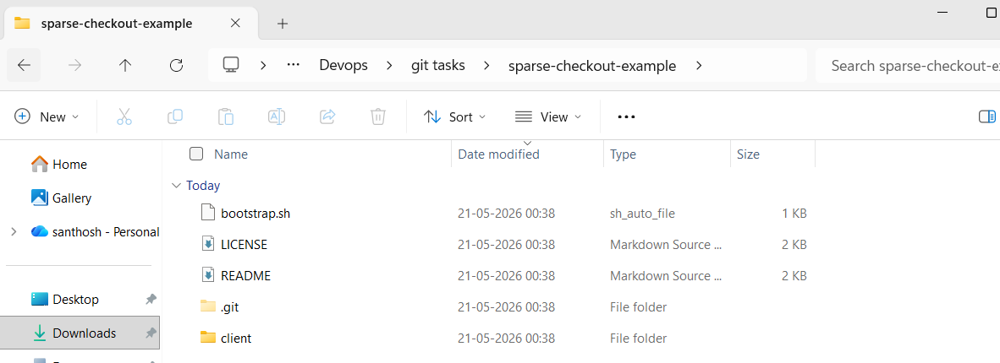 sparse-checkout-example
Devops > git tasks > sparse-checkout-example > Search sparse-checkout-e
New Sort View
Name Date modified Type Size
Home
Gallery
santhosh - Personal
Desktop
Downloads
Today
bootstrap.sh 21-05-2026 00:38 sh_auto_file 1 KB
LICENSE 21-05-2026 00:38 Markdown Source ... 2 KB
README 21-05-2026 00:38 Markdown Source ... 2 KB
.git 21-05-2026 00:38 File folder
client 21-05-2026 00:38 File folder